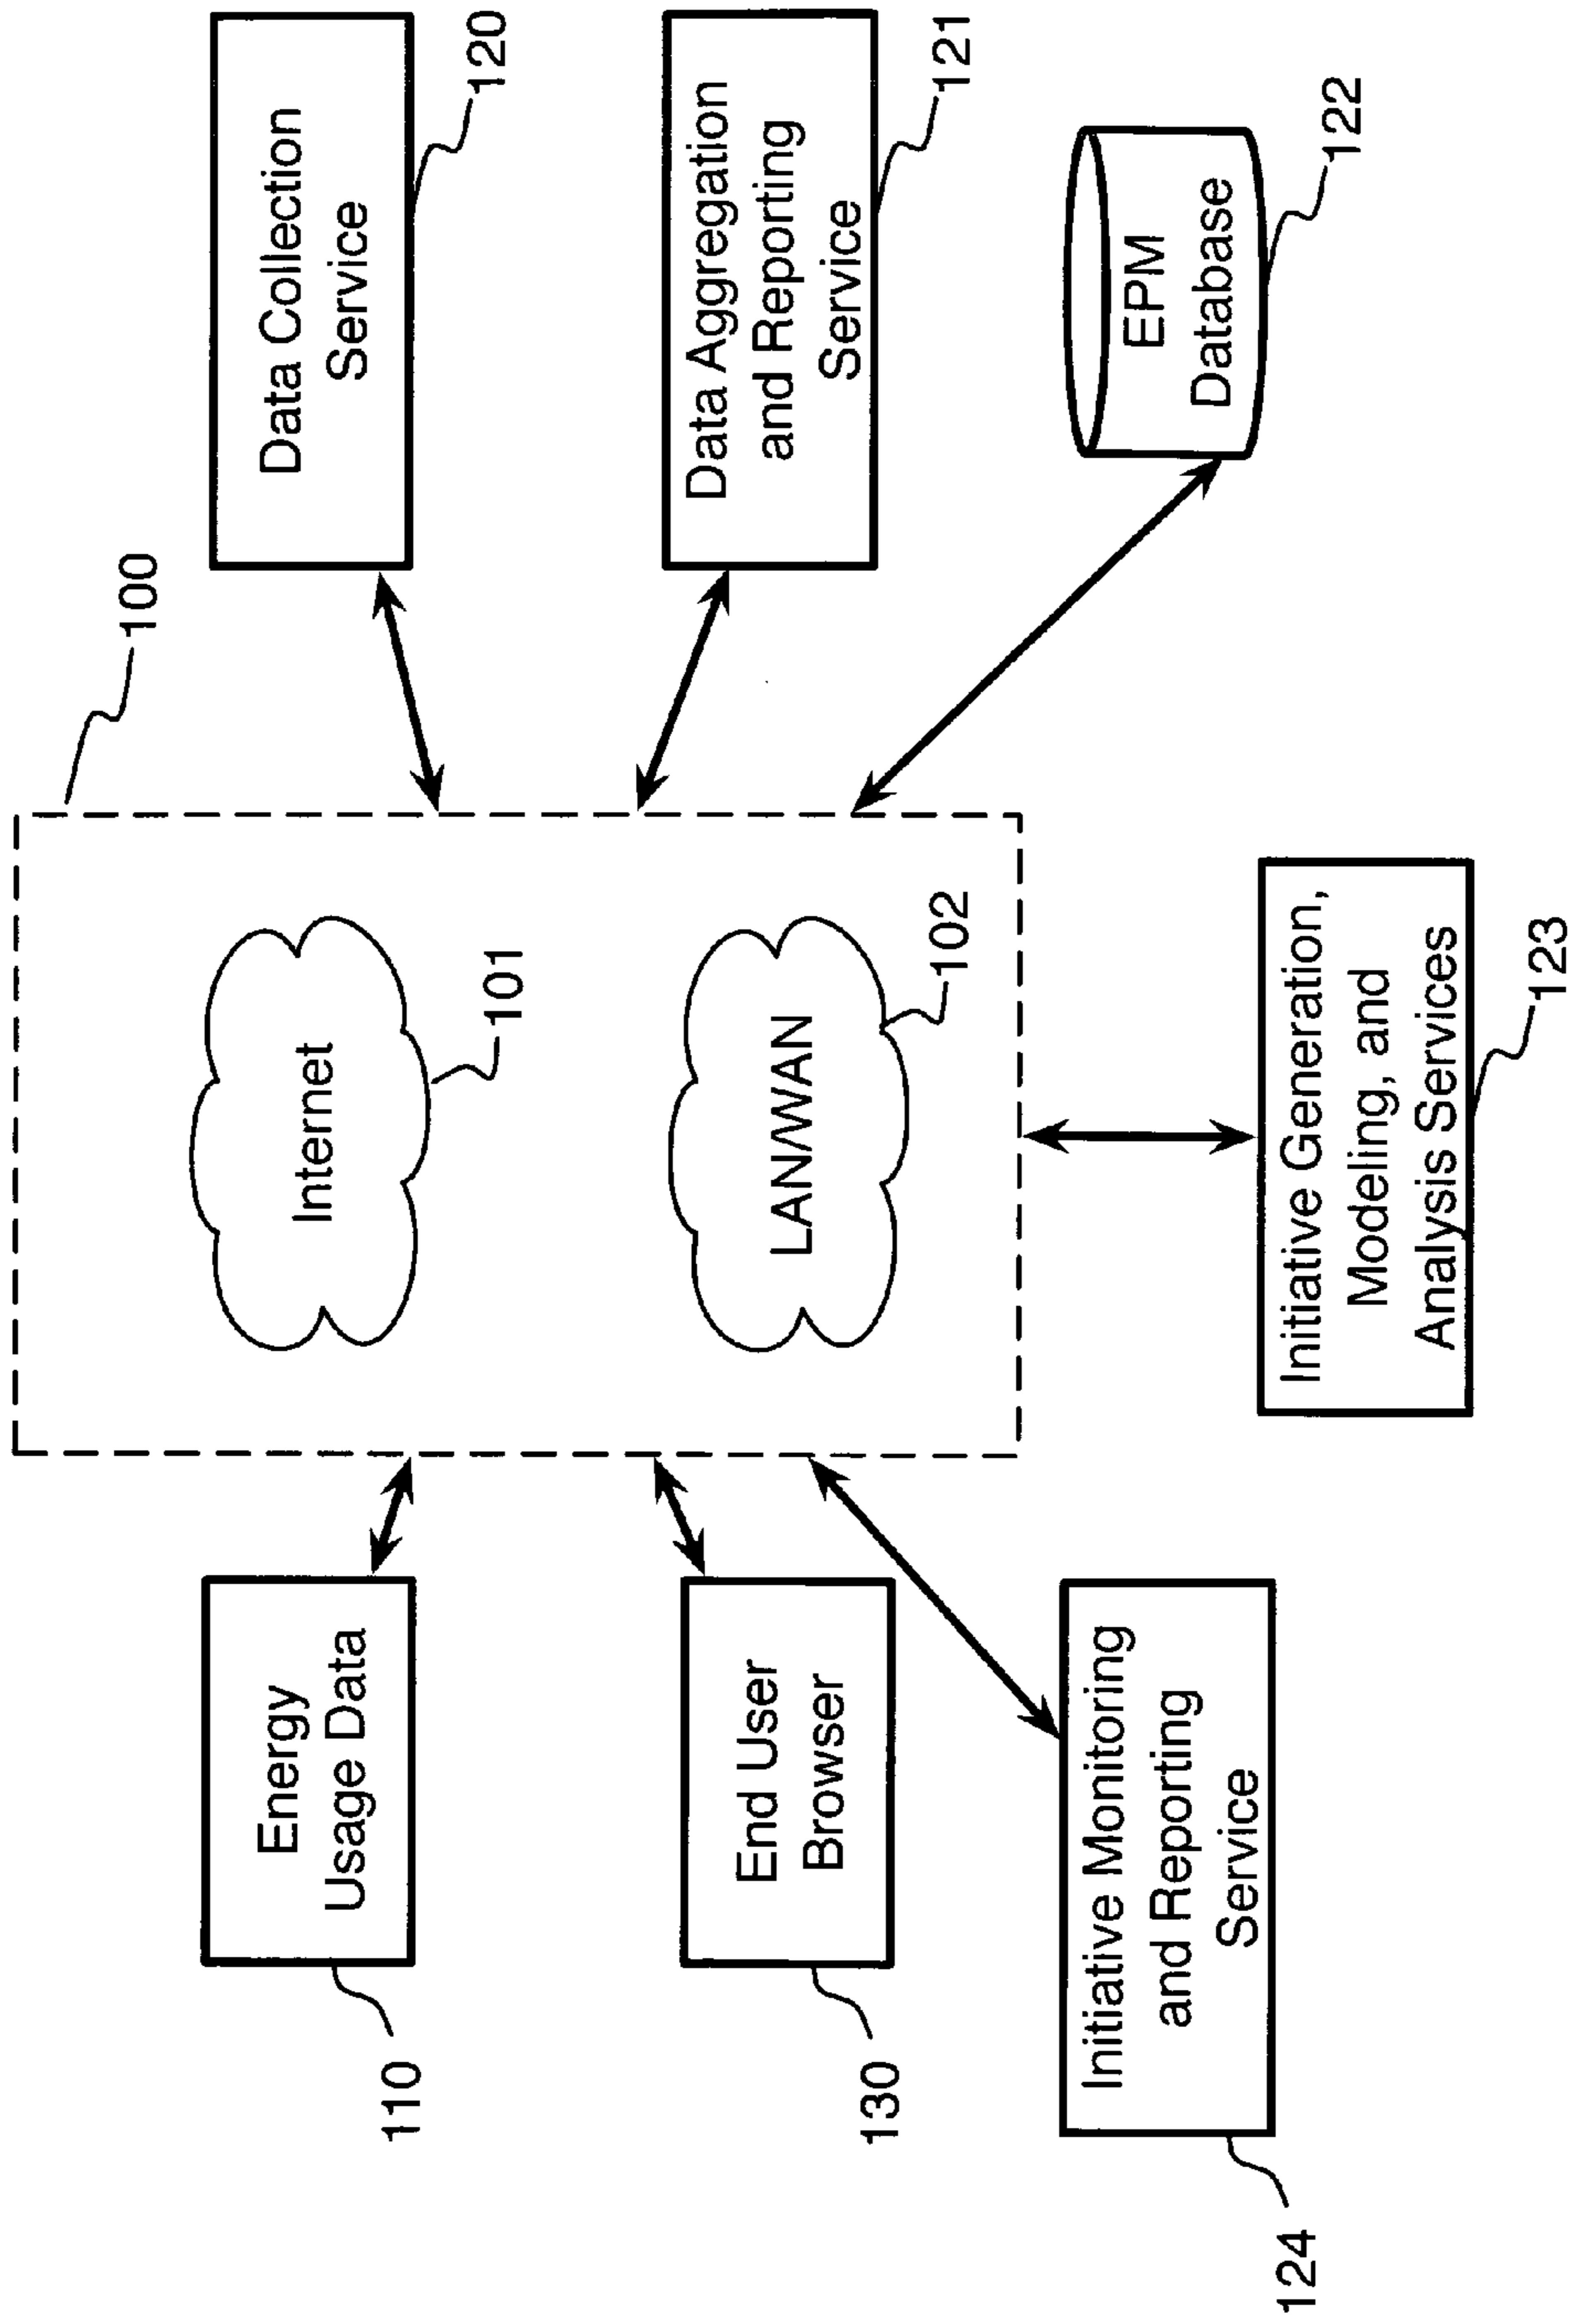 100
Energy
Usage Data
110
Internet
101
Data Collection
Service
120
End User
Browser
130
LAN/WAN
102
Data Aggregation
and Reporting
Service
121
Initiative Monitoring
and Reporting
Service
124
EPM
Database
122
Initiative Generation,
Modeling, and
Analysis Services
123